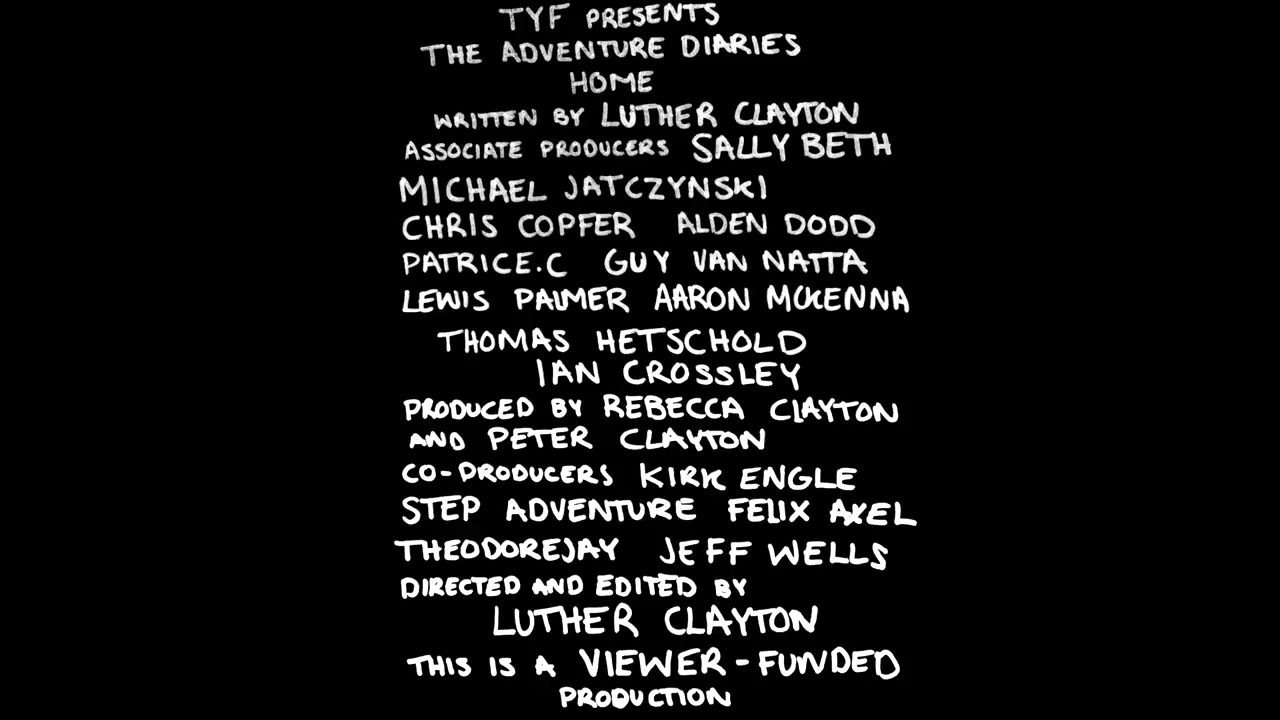 TYF PRESENTS
THE ADVENTURE DIARIES
HOME
WRITTEN BY LUTHER CLAYTON
ASSOCIATE PRODUCERS SALLY BETH
MICHAEL JATCZYNSKI
CHRIS COPFER ALDEN DODD
PATRICE.C GUY VAN NATTA
LEWIS PALMER AARON MCKENNA
THOMAS HETSCHOLD
IAN CROSSLEY
PRODUCED BY REBECCA CLAYTON
AND PETER CLAYTON
CO-PRODUCERS KIRK ENGLE
STEP ADVENTURE FELIX AXEL
THEODOREJAY JEFF WELLS
DIRECTED AND EDITED BY
LUTHER CLAYTON
THIS IS A VIEWER-FUNDED
PRODUCTION